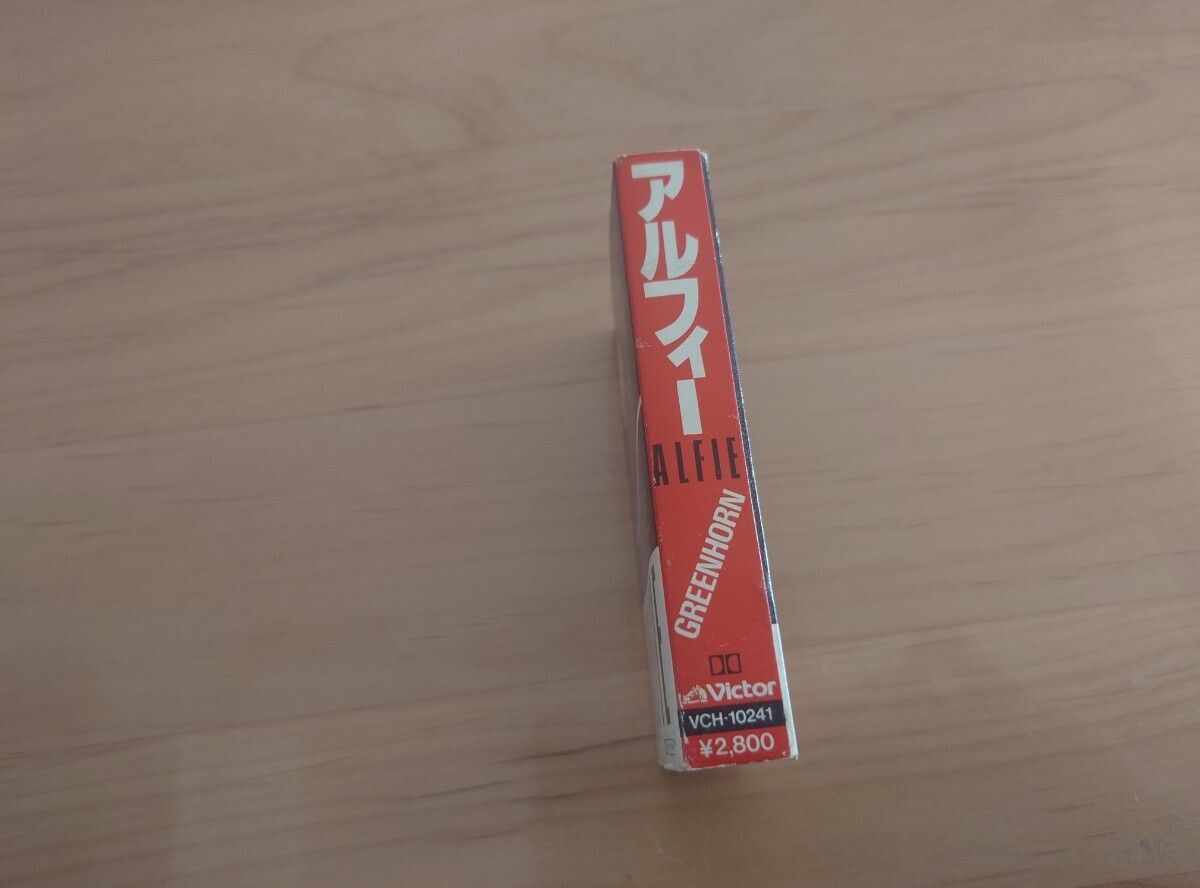 アルフィー
ALFIE
GREENHORN
Victor
VCH-10241
¥2,800